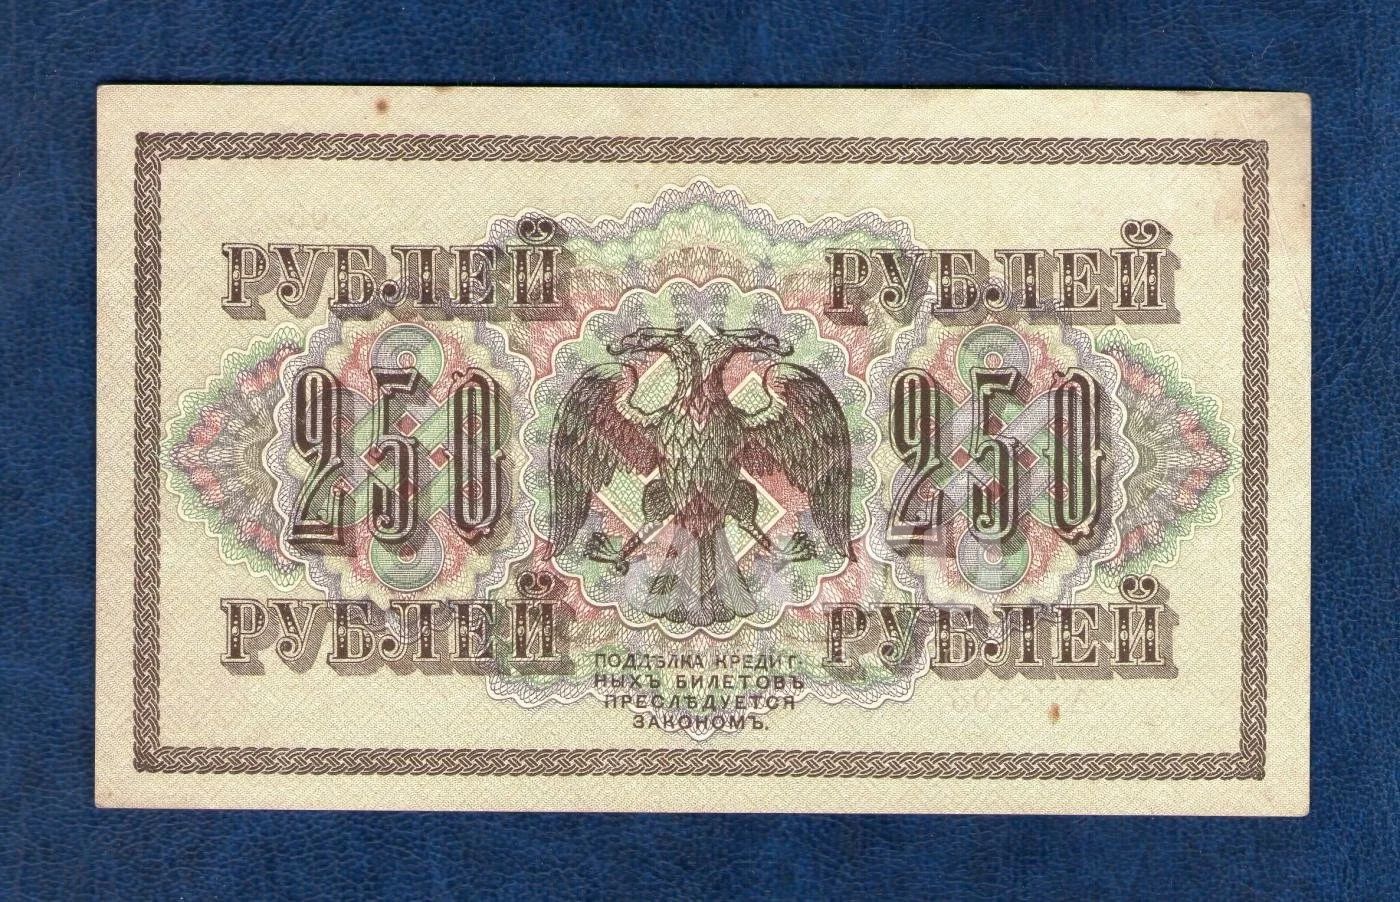 РУБЛЕЙ РУБЛЕЙ
250 250
РУБЛЕЙ РУБЛЕЙ
ПОДДѢЛКА КРЕДИТ-
НЫХЪ БИЛЕТОВЪ
ПРЕСЛѢДУЕТСЯ
ЗАКОНОМЪ.